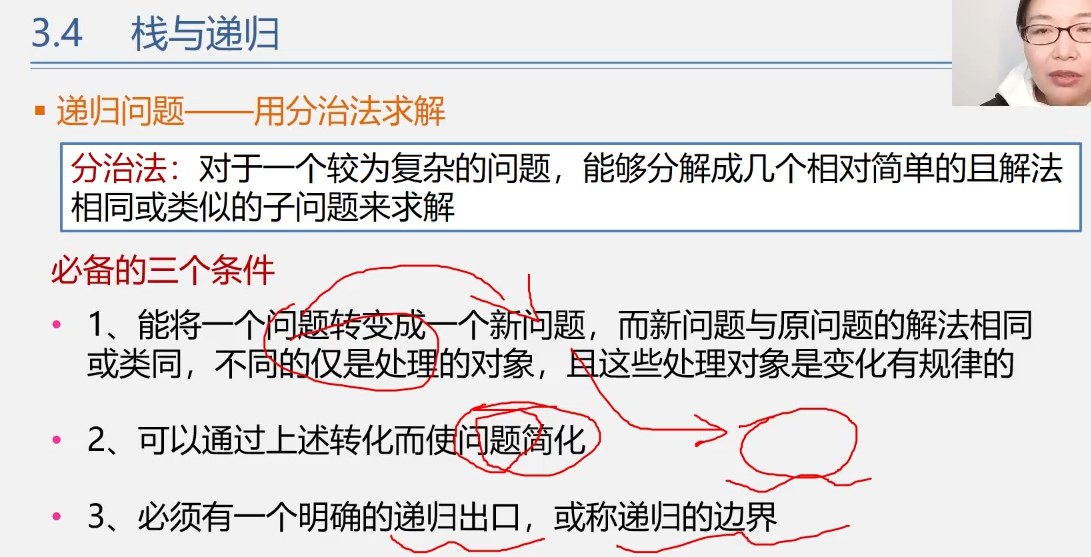 3.4 栈与递归
▪ 递归问题——用分治法求解
分治法：对于一个较为复杂的问题，能够分解成几个相对简单的且解法
相同或类似的子问题来求解
必备的三个条件
• 1、能将一个问题转变成一个新问题，而新问题与原问题的解法相同
或类同，不同的仅是处理的对象，且这些处理对象是变化有规律的
• 2、可以通过上述转化而使问题简化
• 3、必须有一个明确的递归出口，或称递归的边界